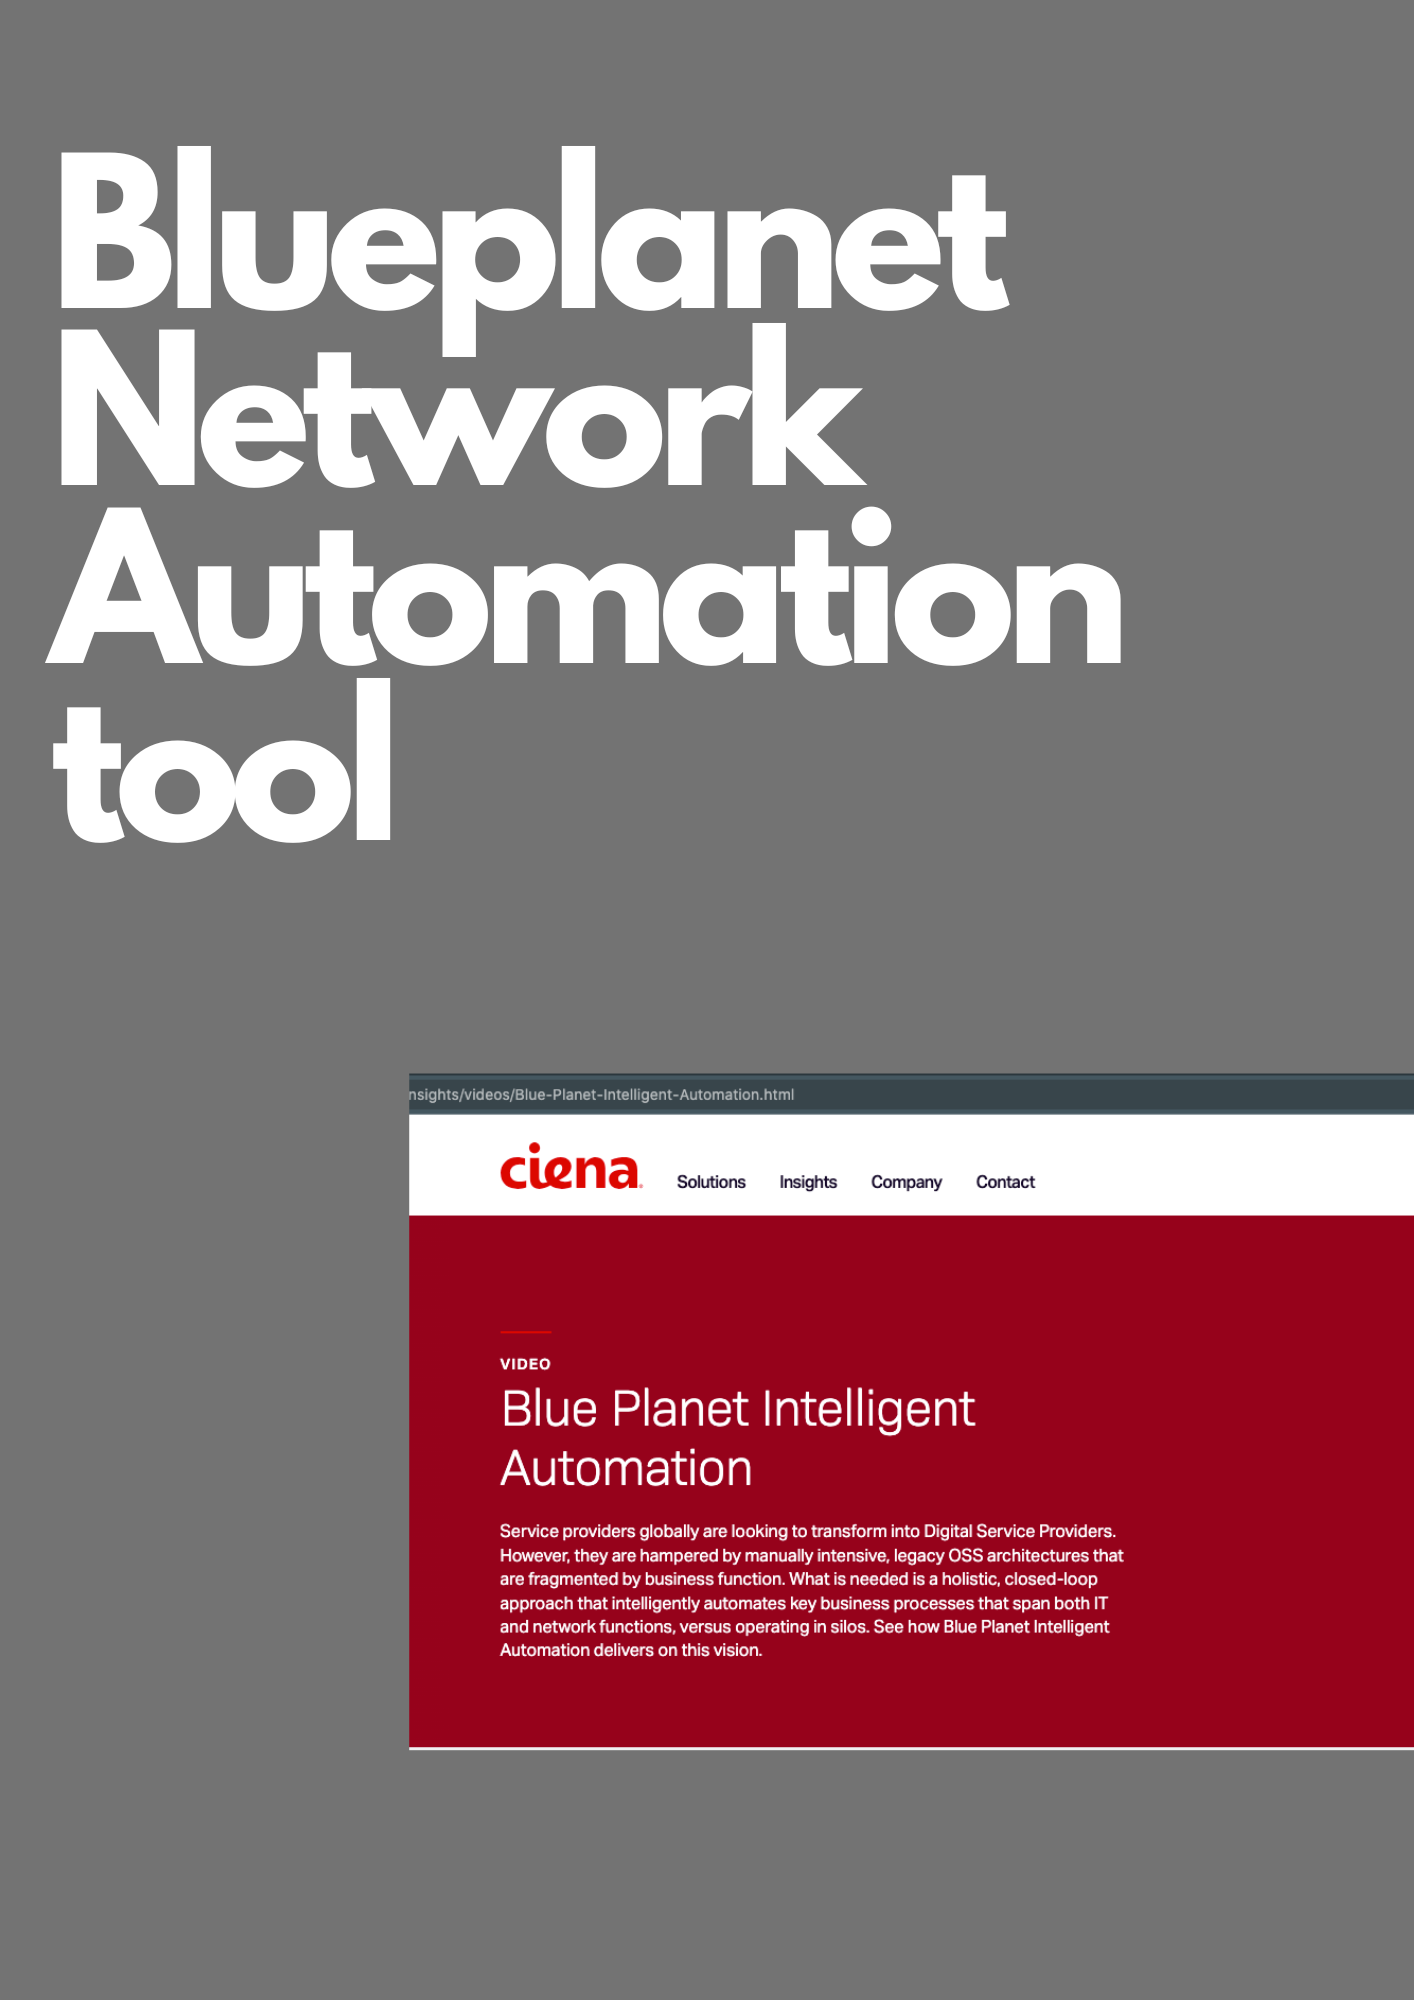 Blueplanet
Network
Automation
tool
nsights/videos/Blue-Planet-Intelligent-Automation.html
ciena
Solutions Insights Company Contact
VIDEO
Blue Planet Intelligent
Automation
Service providers globally are looking to transform into Digital Service Providers.
However, they are hampered by manually intensive, legacy OSS architectures that
are fragmented by business function. What is needed is a holistic, closed-loop
approach that intelligently automates key business processes that span both IT
and network functions, versus operating in silos. See how Blue Planet Intelligent
Automation delivers on this vision.